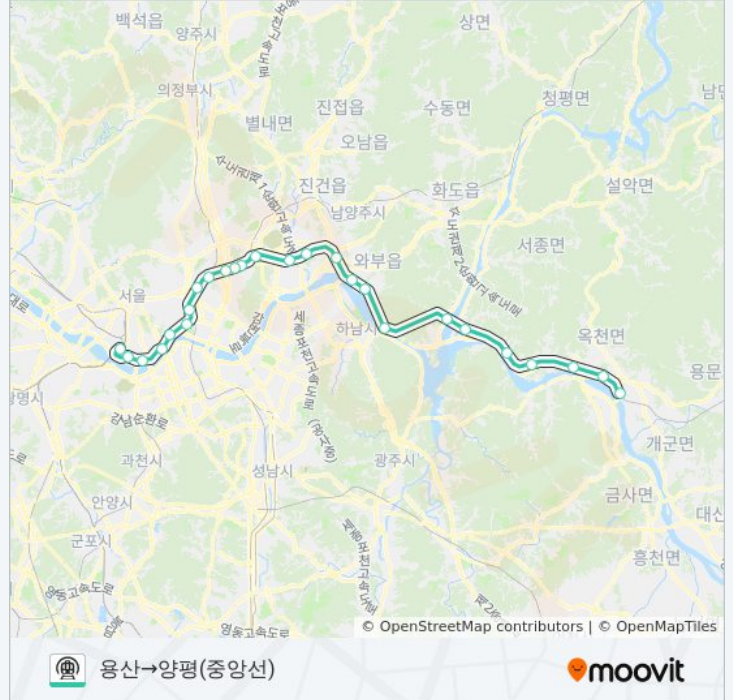 백석읍
양주시
상면
의정부시
진접읍
수동면
청평면
별내면
오남읍
진건읍
화도읍
설악면
남양주시
와부읍
서종면
서울
하남시
옥천면
용문
개군면
강남순환로
과천시
성남시
광주시
금사면
안양시
군포시
흥천면
영동고속도로
© OpenStreetMap contributors | © OpenMapTiles
용산→양평(중앙선)
moovit